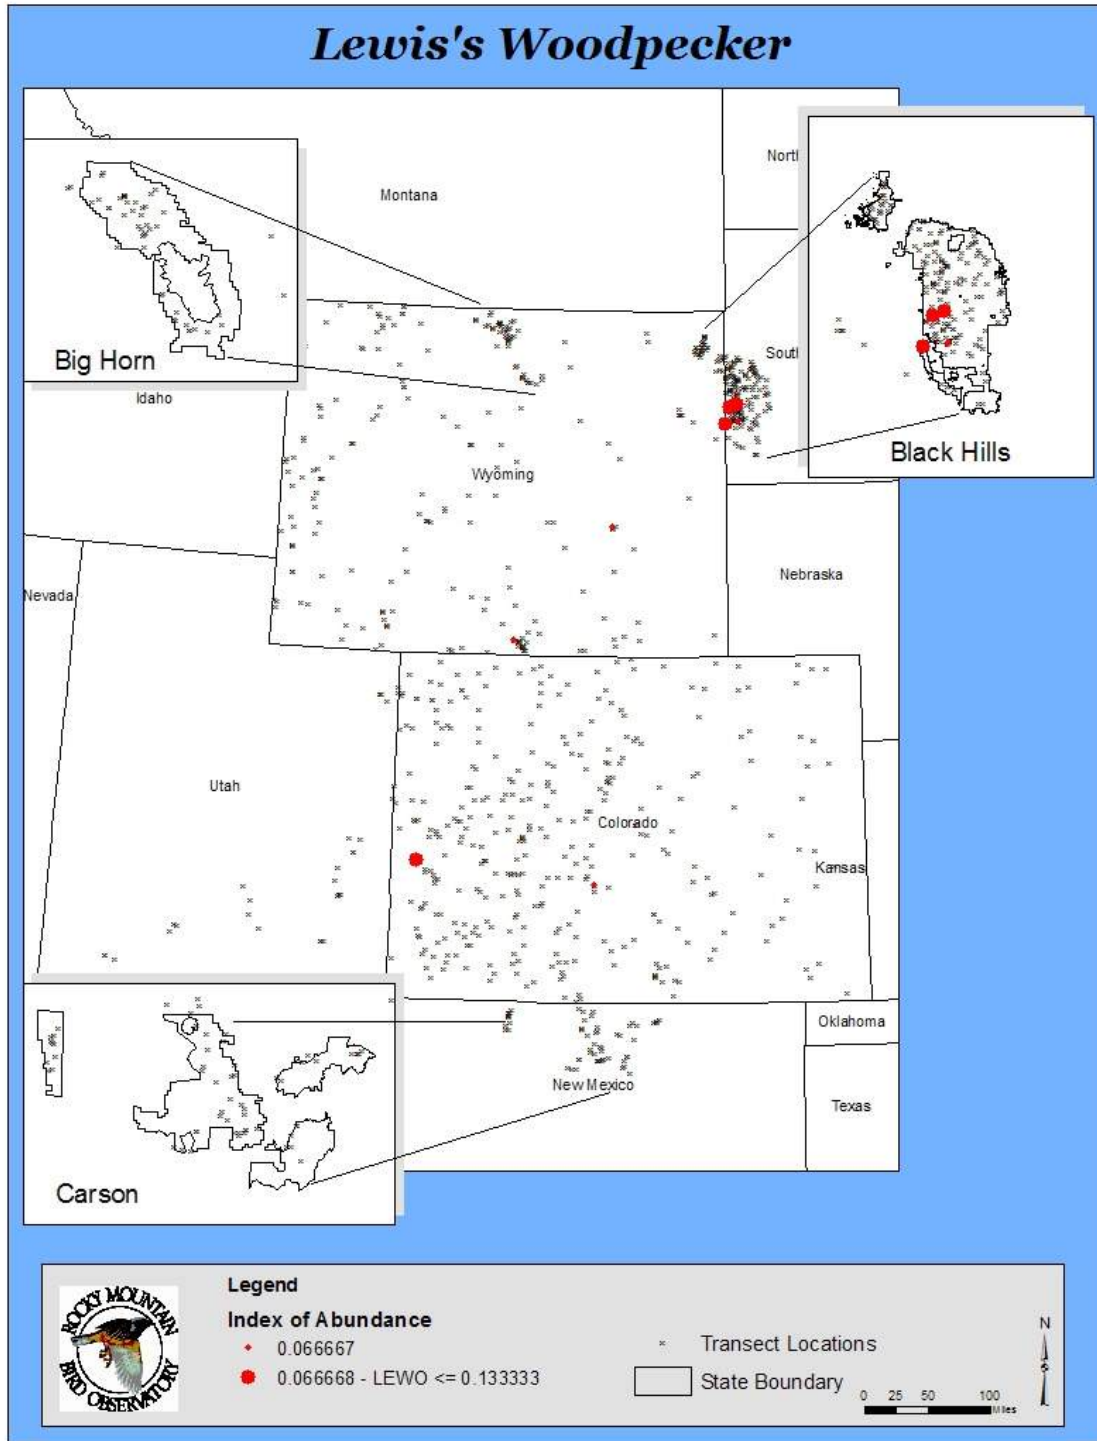 Lewis's Woodpecker
Montana
North
Big Horn
Idaho
South
Black Hills
Wyoming
Nevada
Nebraska
Utah
Colorado
Kansas
Oklahoma
New Mexico
Texas
Carson
ROCKY MOUNTAIN
BIRD OBSERVATORY
Legend
Index of Abundance
0.066667
0.066668 - LEWO <= 0.133333
Transect Locations
State Boundary
N
S
0 25 50 100
Miles